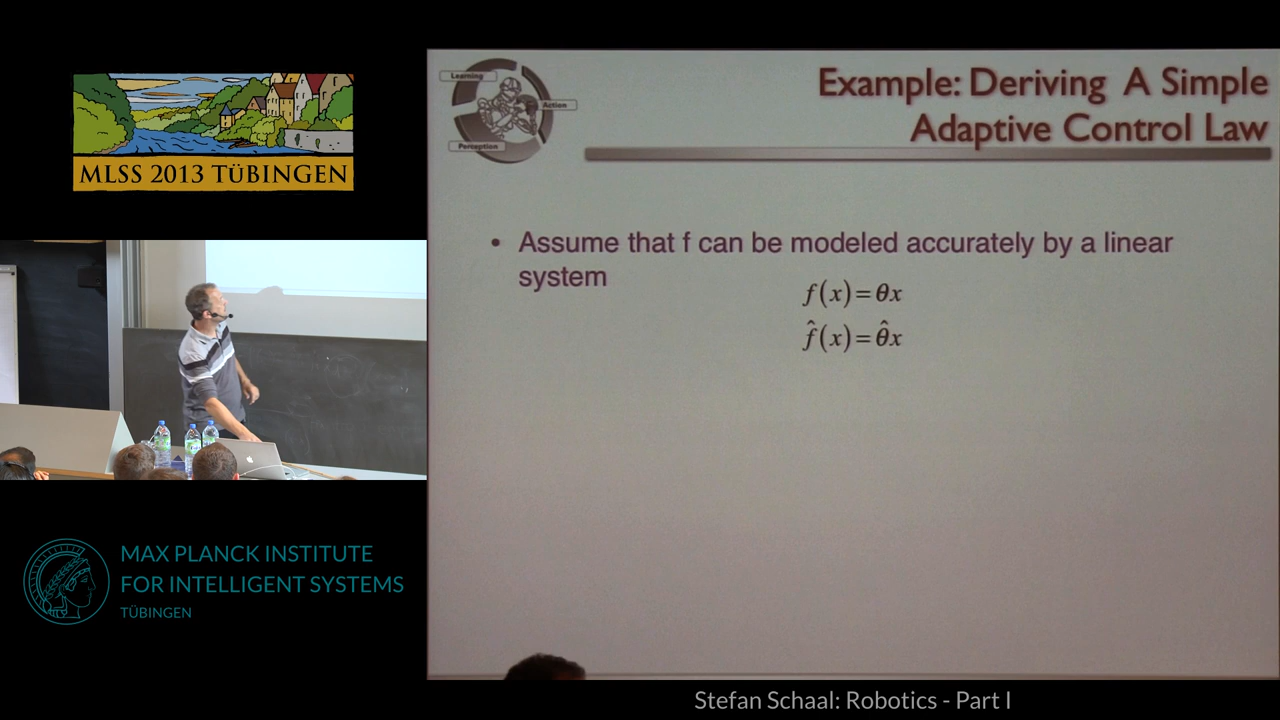 MLSS 2013 TÜBINGEN
MAX PLANCK INSTITUTE
FOR INTELLIGENT SYSTEMS
TÜBINGEN
Learning
Action
Perception
Example: Deriving A Simple
Adaptive Control Law
• Assume that f can be modeled accurately by a linear
system
f(x)=θx
f̂(x)=θ̂x
Stefan Schaal: Robotics - Part I